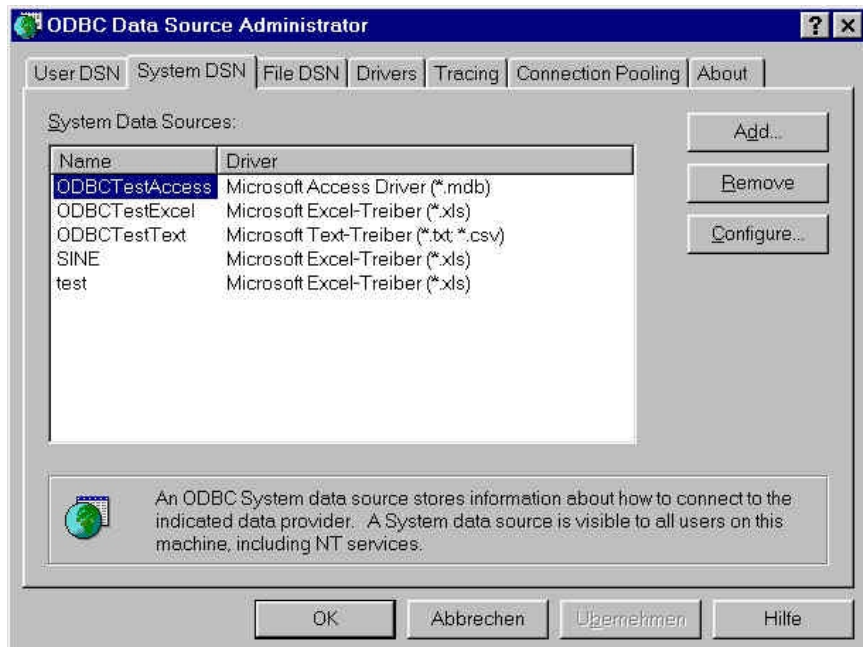 ODBC Data Source Administrator
User DSN System DSN File DSN Drivers Tracing Connection Pooling About
System Data Sources:
Name Driver
ODBCTestAccess Microsoft Access Driver (*.mdb)
ODBCTestExcel Microsoft Excel-Treiber (*.xls)
ODBCTestText Microsoft Text-Treiber (*.txt; *.csv)
SINE Microsoft Excel-Treiber (*.xls)
test Microsoft Excel-Treiber (*.xls)
Add...
Remove
Configure...
An ODBC System data source stores information about how to connect to the
indicated data provider. A System data source is visible to all users on this
machine, including NT services.
OK Abbrechen Übernehmen Hilfe